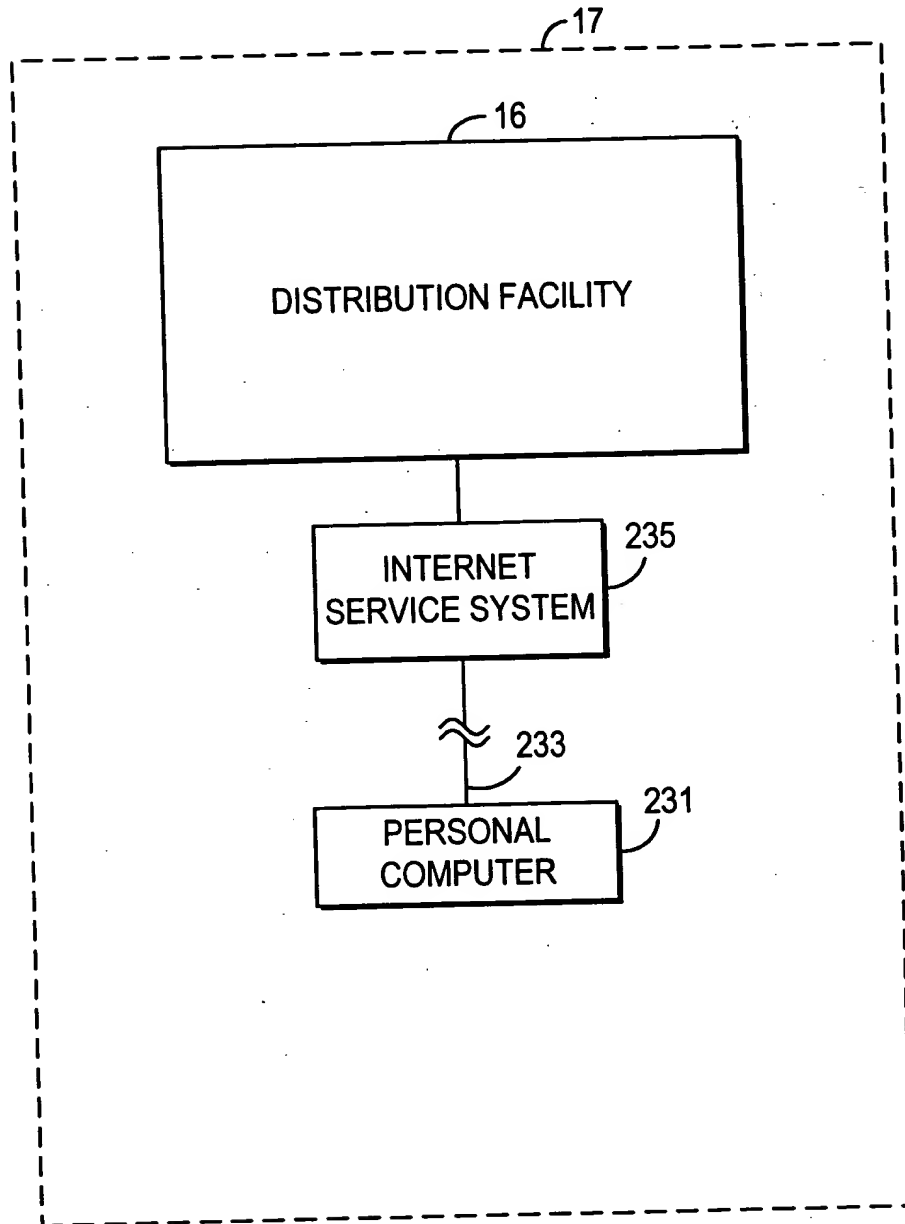 17
16
DISTRIBUTION FACILITY
235
INTERNET
SERVICE SYSTEM
233
231
PERSONAL
COMPUTER